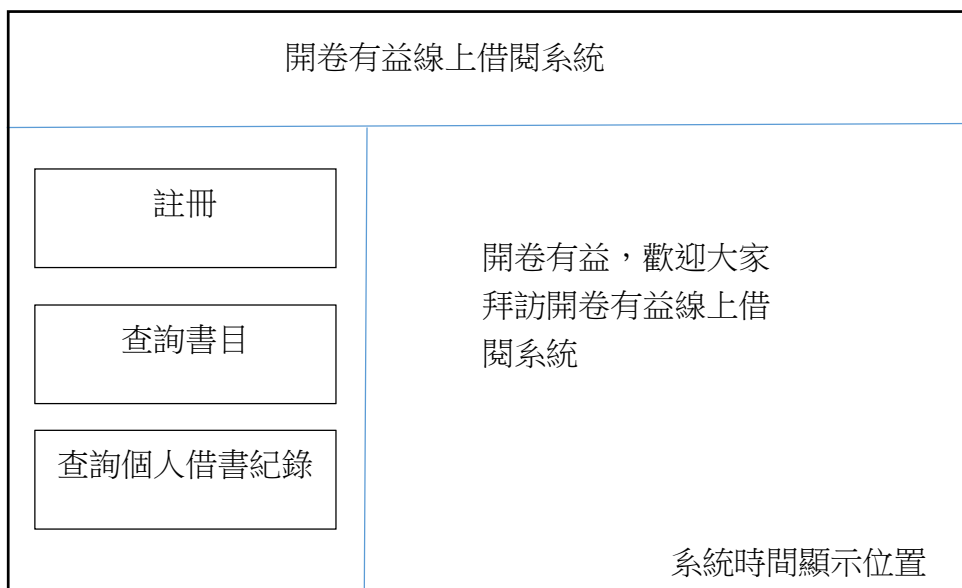 開卷有益線上借閱系統
註冊
查詢書目
查詢個人借書紀錄
開卷有益，歡迎大家
拜訪開卷有益線上借
閱系統
系統時間顯示位置